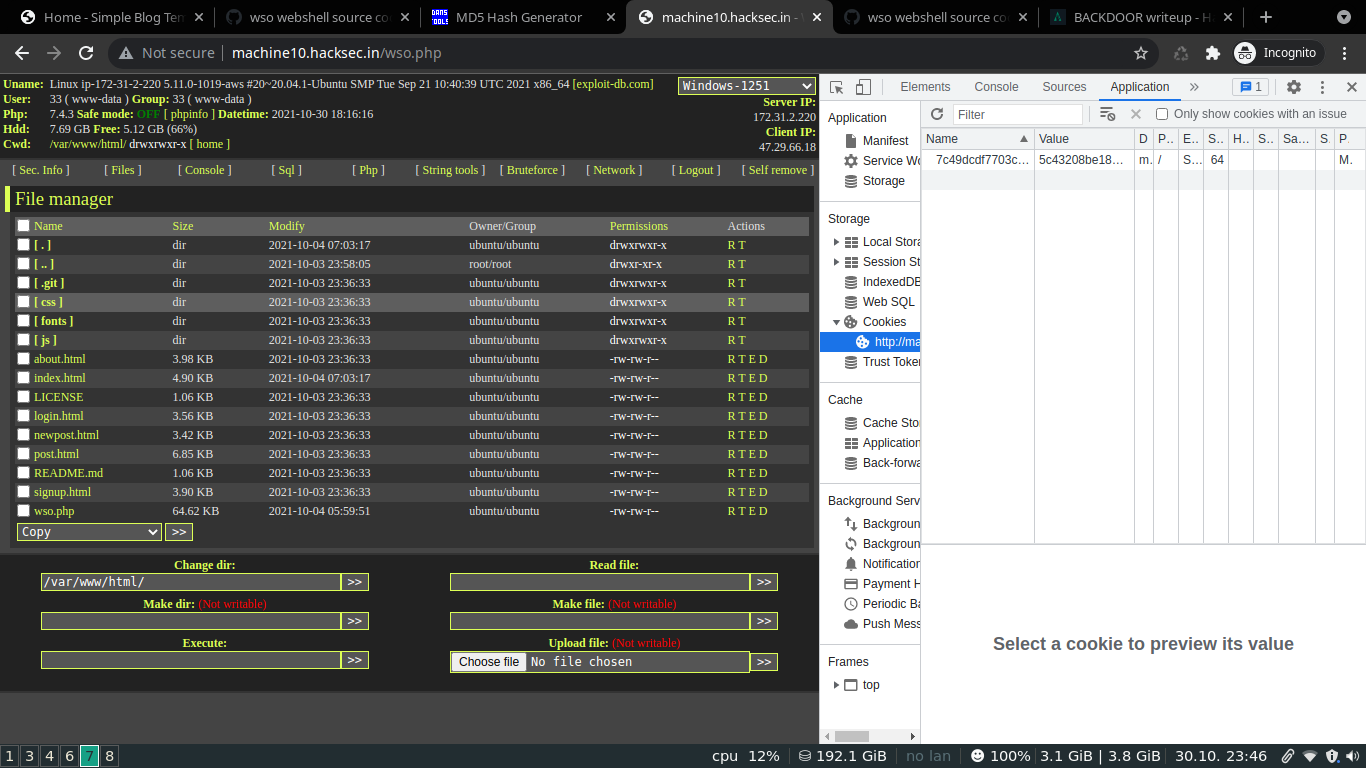 Home - Simple Blog Tem
wso webshell source co
MD5 Hash Generator
machine10.hacksec.in - W
wso webshell source co
BACKDOOR writeup - Ha
Not secure machine10.hacksec.in/wso.php Incognito
Uname: Linux ip-172-31-2-220 5.11.0-1019-aws #20~20.04.1-Ubuntu SMP Tue Sep 21 10:40:39 UTC 2021 x86_64 [exploit-db.com]
User: 33 ( www-data ) Group: 33 ( www-data )
Php: 7.4.3 Safe mode: OFF [ phpinfo ] Datetime: 2021-10-30 18:16:16
Hdd: 7.69 GB Free: 5.12 GB (66%)
Cwd: /var/www/html/ drwxrwxr-x [ home ]
Windows-1251
Server IP:
172.31.2.220
Client IP:
47.29.66.18
[ Sec. Info ] [ Files ] [ Console ] [ Sql ] [ Php ] [ String tools ] [ Bruteforce ] [ Network ] [ Logout ] [ Self remove ]
File manager
Name Size Modify Owner/Group Permissions Actions
[ . ] dir 2021-10-04 07:03:17 ubuntu/ubuntu drwxrwxr-x R T
[ .. ] dir 2021-10-03 23:58:05 root/root drwxr-xr-x R T
[ .git ] dir 2021-10-03 23:36:33 ubuntu/ubuntu drwxrwxr-x R T
[ css ] dir 2021-10-03 23:36:33 ubuntu/ubuntu drwxrwxr-x R T
[ fonts ] dir 2021-10-03 23:36:33 ubuntu/ubuntu drwxrwxr-x R T
[ js ] dir 2021-10-03 23:36:33 ubuntu/ubuntu drwxrwxr-x R T
about.html 3.98 KB 2021-10-03 23:36:33 ubuntu/ubuntu -rw-rw-r-- R T E D
index.html 4.90 KB 2021-10-04 07:03:17 ubuntu/ubuntu -rw-rw-r-- R T E D
LICENSE 1.06 KB 2021-10-03 23:36:33 ubuntu/ubuntu -rw-rw-r-- R T E D
login.html 3.56 KB 2021-10-03 23:36:33 ubuntu/ubuntu -rw-rw-r-- R T E D
newpost.html 3.42 KB 2021-10-03 23:36:33 ubuntu/ubuntu -rw-rw-r-- R T E D
post.html 6.85 KB 2021-10-03 23:36:33 ubuntu/ubuntu -rw-rw-r-- R T E D
README.md 1.06 KB 2021-10-03 23:36:33 ubuntu/ubuntu -rw-rw-r-- R T E D
signup.html 3.90 KB 2021-10-03 23:36:33 ubuntu/ubuntu -rw-rw-r-- R T E D
wso.php 64.62 KB 2021-10-04 05:59:51 ubuntu/ubuntu -rw-rw-r-- R T E D
Copy >>
Change dir: Read file:
/var/www/html/ >> >>
Make dir: (Not writable) Make file: (Not writable)
>> >>
Execute: Upload file: (Not writable)
>> Choose file No file chosen >>
Elements Console Sources Application » 1
Application
Manifest
Service Wo
Storage
Storage
Local Stora
Session St
IndexedDB
Web SQL
Cookies
http://ma
Trust Token
Cache
Cache Stor
Application
Back-forwa
Background Serv
Backgroun
Backgroun
Notification
Payment H
Periodic Ba
Push Mess
Frames
top
Filter Only show cookies with an issue
Name Value D P.. E.. S.. H.. S.. Sa... S P.
7c49dcdf7703c... 5c43208be18... m. / S... 64 M.
Select a cookie to preview its value
1 3 4 6 7 8 cpu 12% 192.1 GiB no lan 100% 3.1 GiB | 3.8 GiB 30.10. 23:46